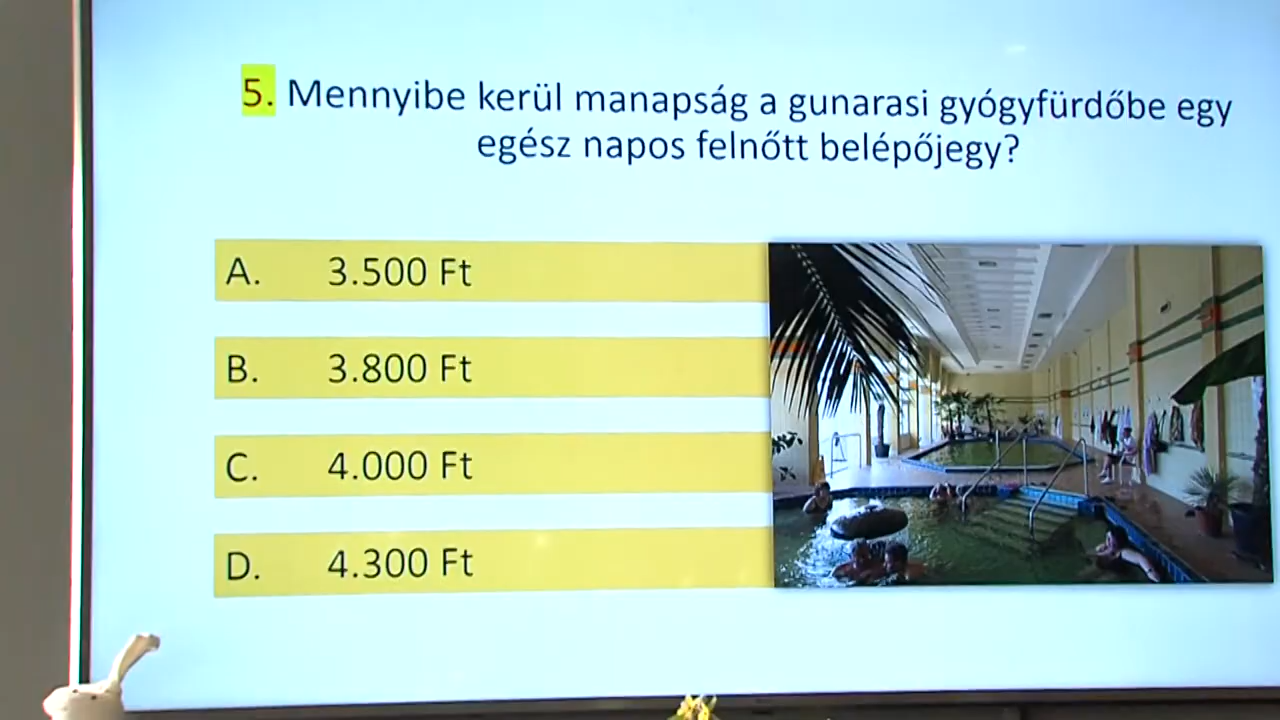 5. Mennyibe kerül manapság a gunarasi gyógyfürdőbe egy
egész napos felnőtt belépőjegy?
A. 3.500 Ft
B. 3.800 Ft
C. 4.000 Ft
D. 4.300 Ft